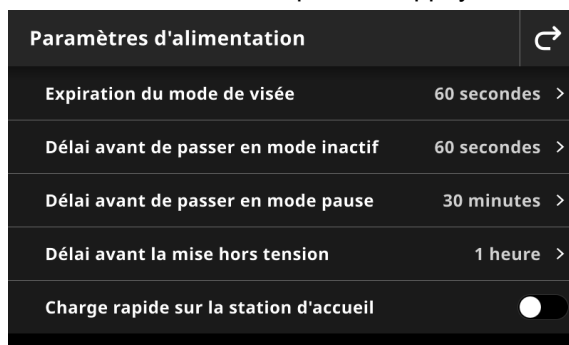 Paramètres d'alimentation
Expiration du mode de visée 60 secondes
Délai avant de passer en mode inactif 60 secondes
Délai avant de passer en mode pause 30 minutes
Délai avant la mise hors tension 1 heure
Charge rapide sur la station d'accueil